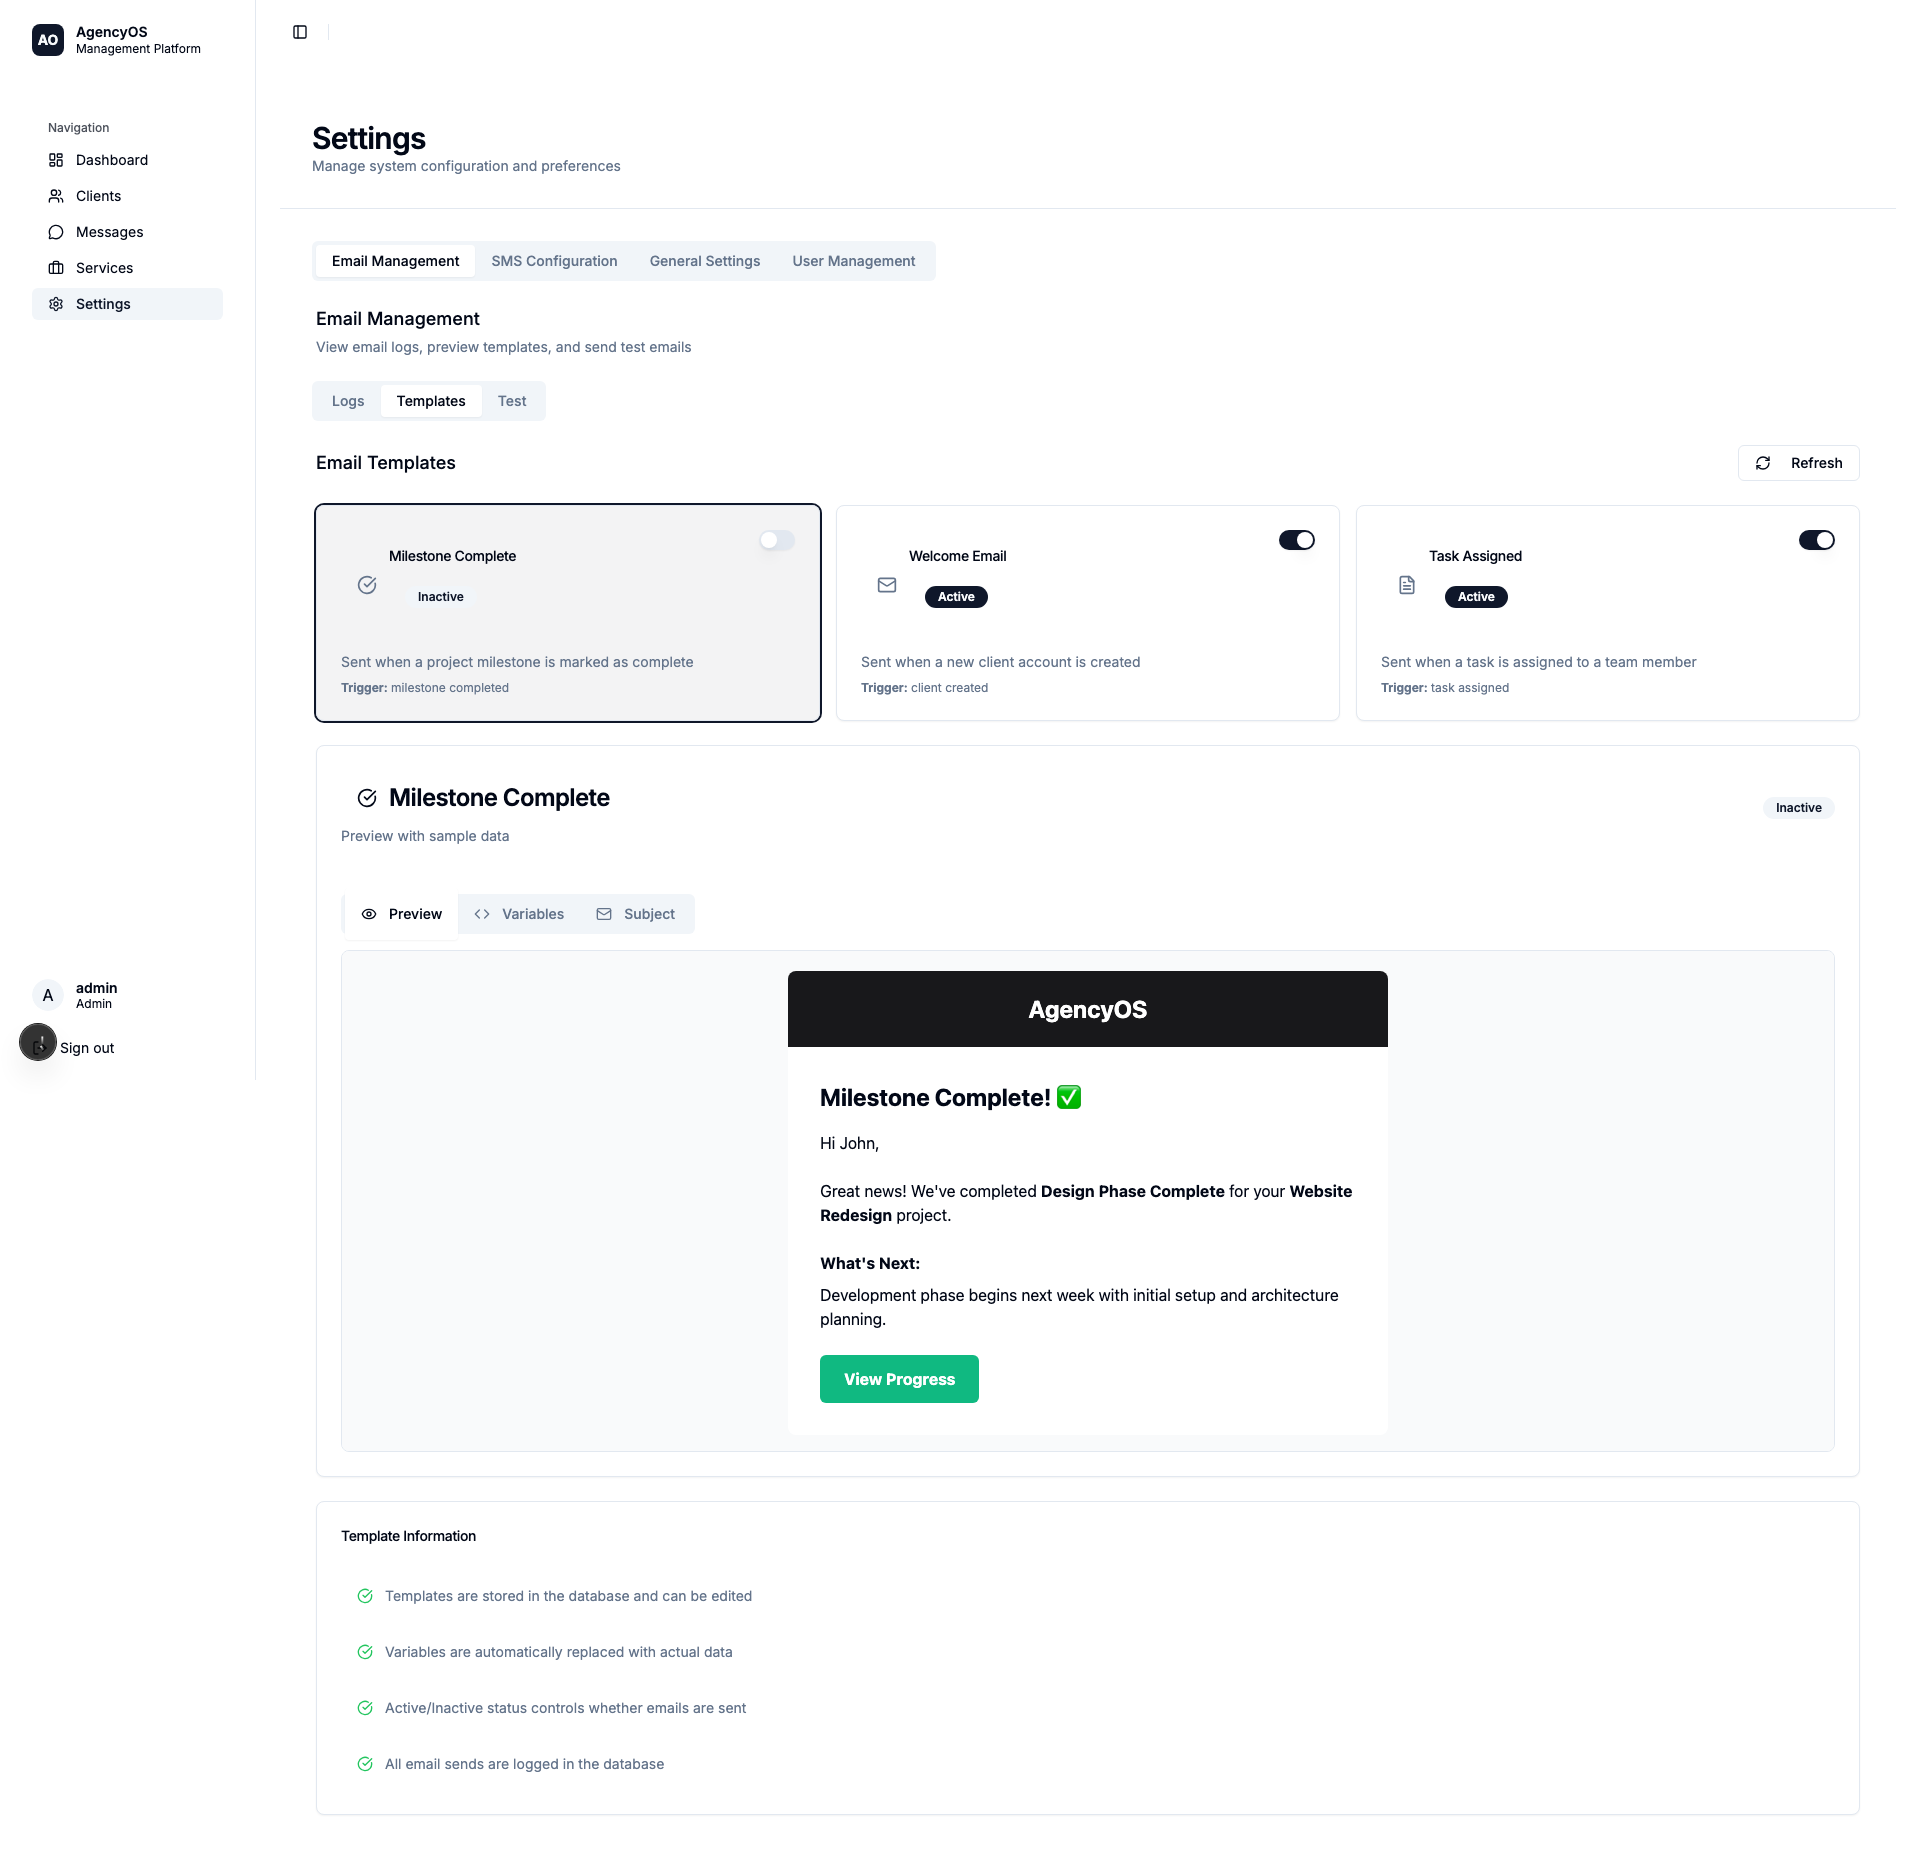 AO
AgencyOS
Management Platform
Navigation
Dashboard
Clients
Messages
Services
Settings
admin
Admin
A
Sign out
Settings
Manage system configuration and preferences
Email Management
SMS Configuration
General Settings
User Management
Email Management
View email logs, preview templates, and send test emails
Logs
Templates
Test
Email Templates
Refresh
Milestone Complete
Inactive
Sent when a project milestone is marked as complete
Trigger: milestone completed
Welcome Email
Active
Sent when a new client account is created
Trigger: client created
Task Assigned
Active
Sent when a task is assigned to a team member
Trigger: task assigned
Milestone Complete
Inactive
Preview with sample data
Preview
Variables
Subject
AgencyOS
Milestone Complete! ✅
Hi John,
Great news! We've completed Design Phase Complete for your Website
Redesign project.
What's Next:
Development phase begins next week with initial setup and architecture
planning.
View Progress
Template Information
Templates are stored in the database and can be edited
Variables are automatically replaced with actual data
Active/Inactive status controls whether emails are sent
All email sends are logged in the database